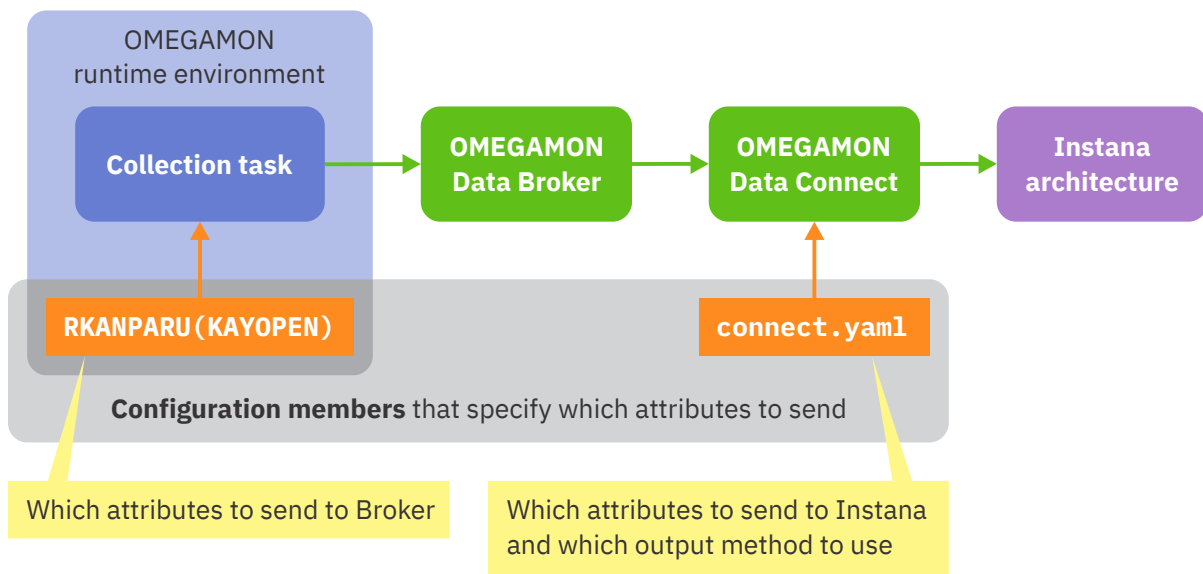 OMEGAMON
runtime environment
Collection task
OMEGAMON
Data Broker
OMEGAMON
Data Connect
Instana
architecture
RKANPARU(KAYOPEN)
connect.yaml
Configuration members that specify which attributes to send
Which attributes to send to Broker
Which attributes to send to Instana
and which output method to use